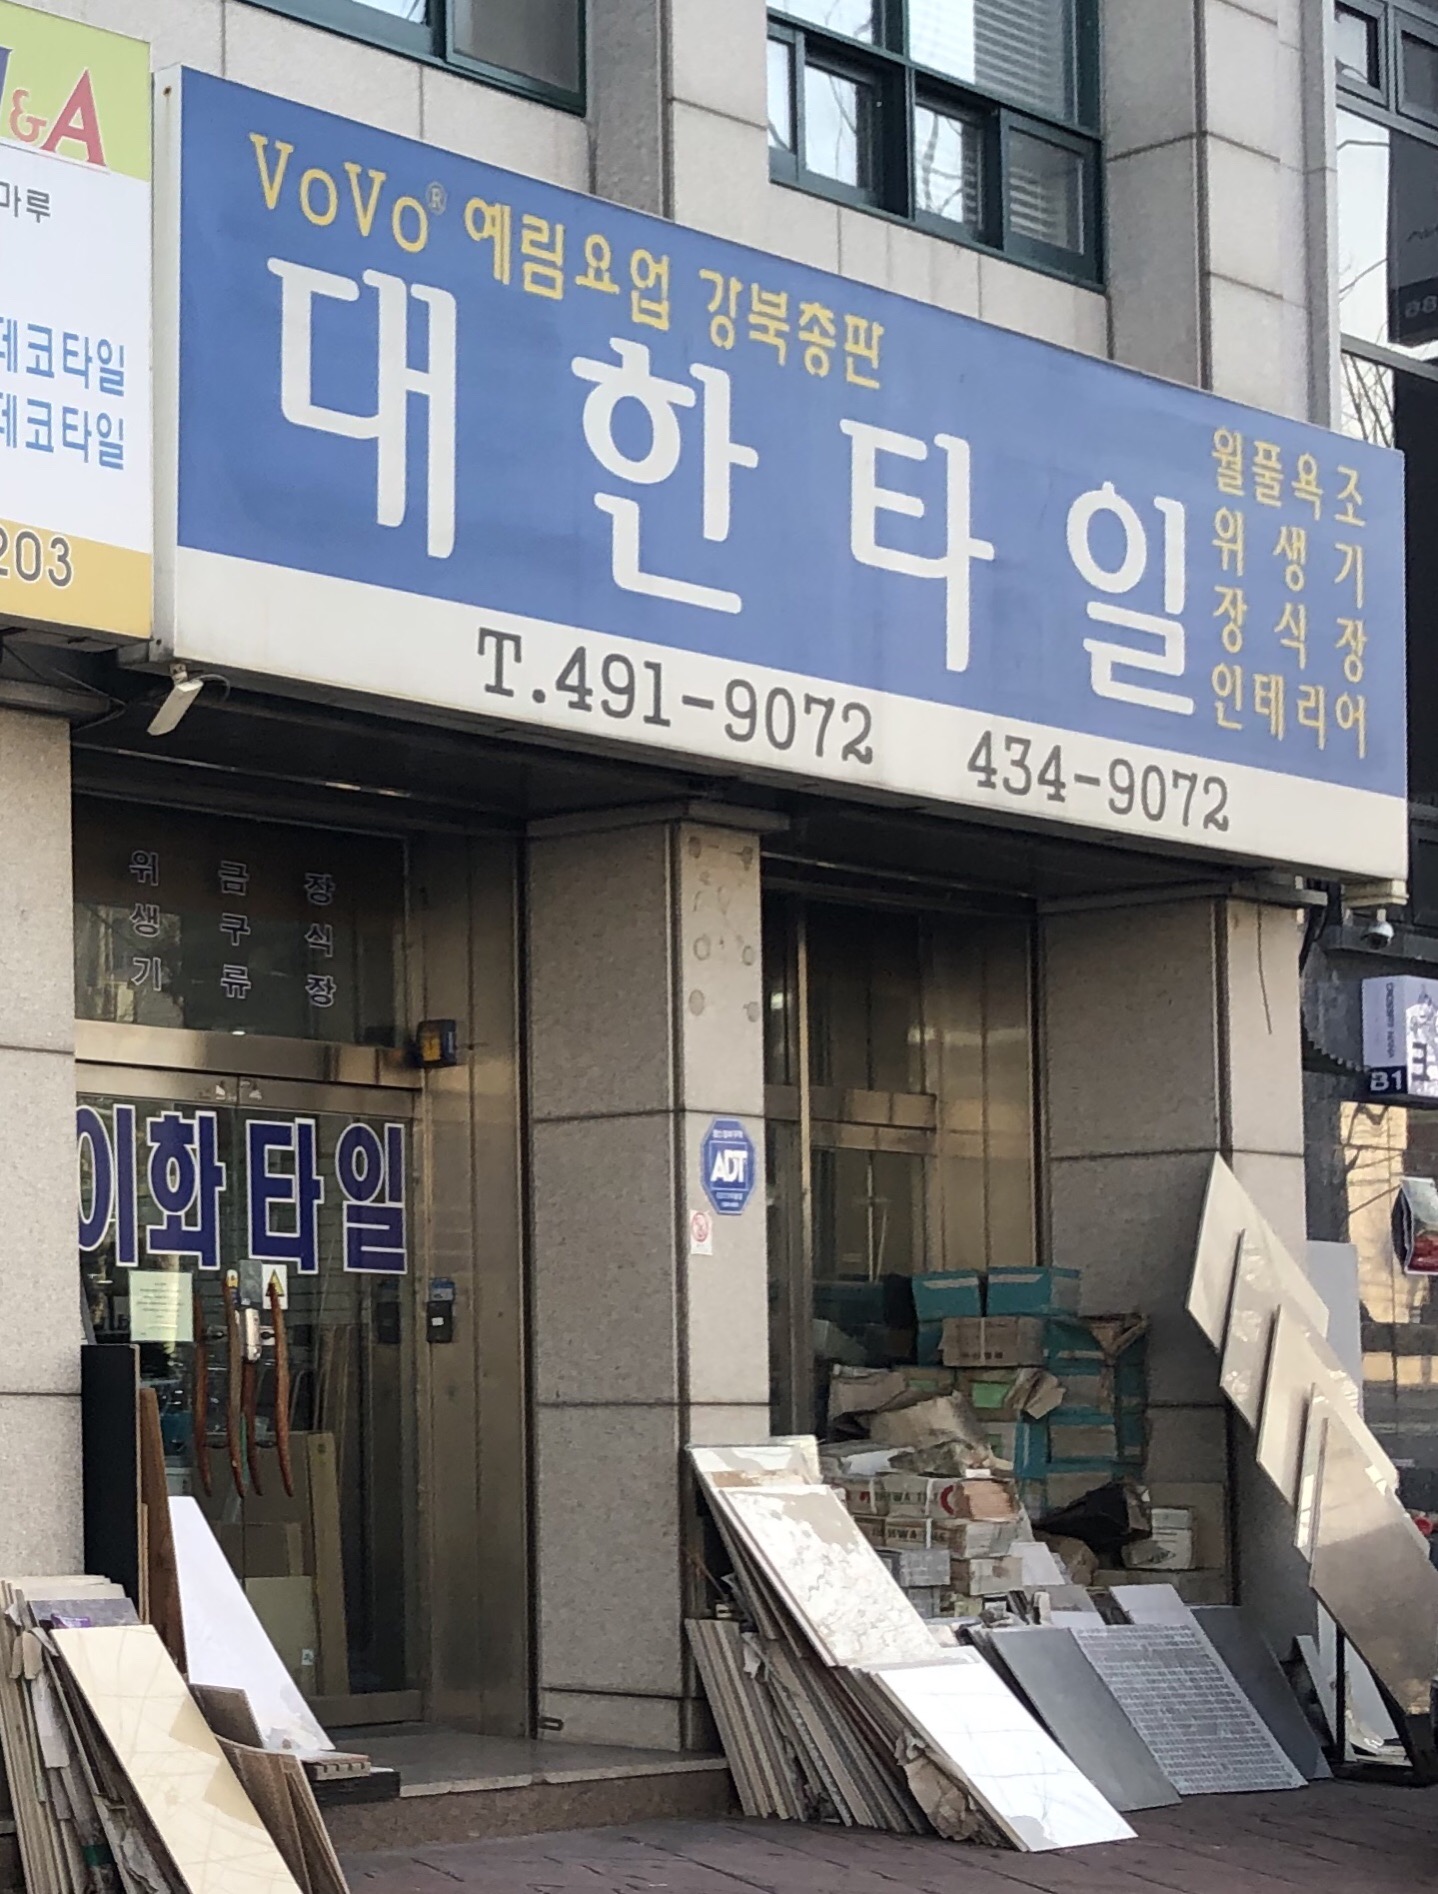 &A
마루
데코타일
데코타일
203
VoVo® 예림요업 강북총판
대한타일
월풀욕조
위생기
장식장
인테리어
T.491-9072 434-9072
위생기
금구류
장식장
이화타일
ADT
B1